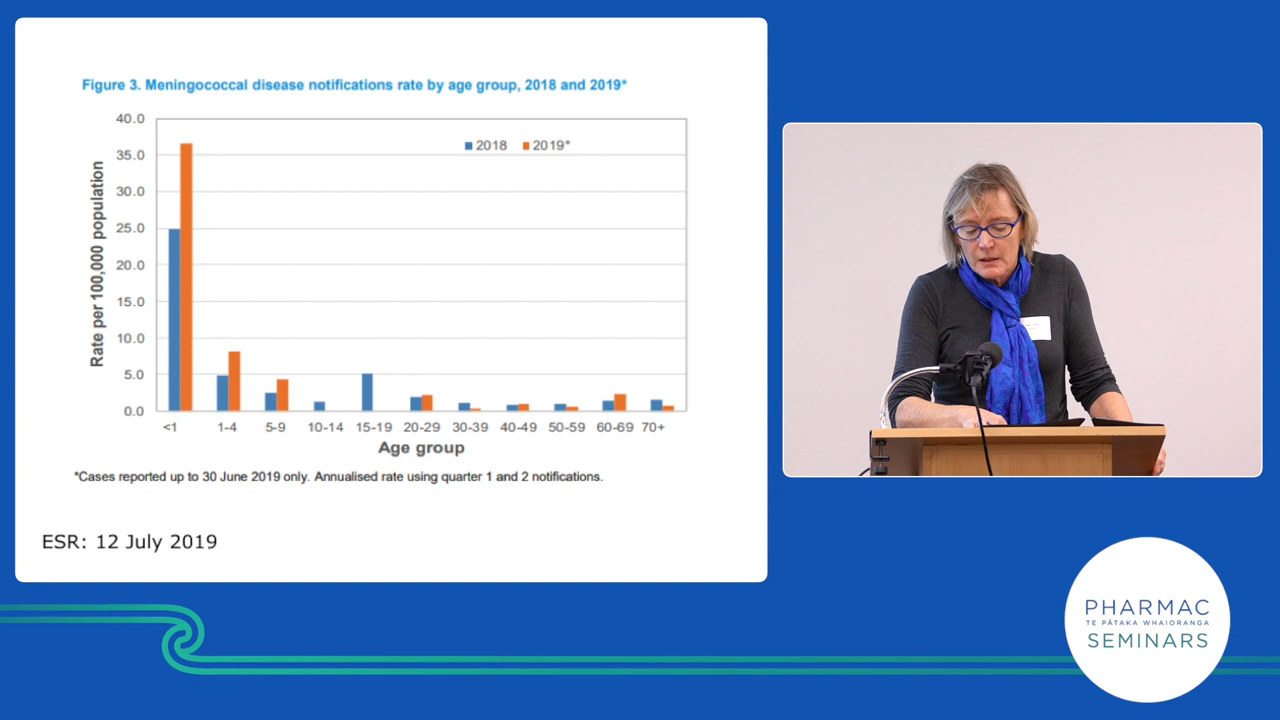 Figure 3. Meningococcal disease notifications rate by age group, 2018 and 2019*
2018 2019*
40.0
35.0
30.0
25.0
20.0
15.0
10.0
5.0
0.0
Rate per 100,000 population
<1 1-4 5-9 10-14 15-19 20-29 30-39 40-49 50-59 60-69 70+
Age group
*Cases reported up to 30 June 2019 only. Annualised rate using quarter 1 and 2 notifications.
ESR: 12 July 2019
PHARMAC
TE PĀTAKA WHAIORANGA
SEMINARS